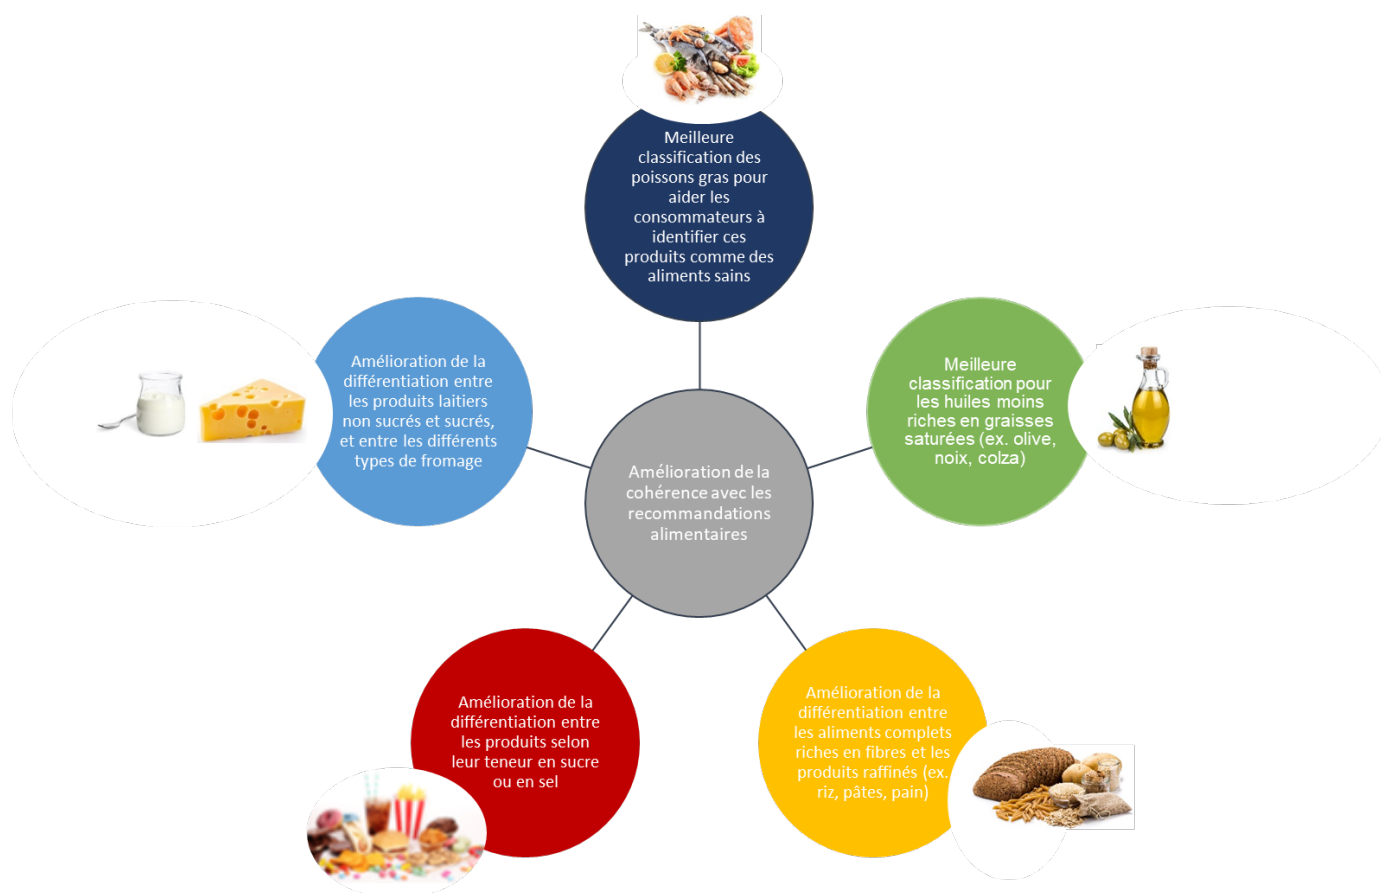 Meilleure
classification des
poissons gras pour
aider les
consommateurs à
identifier ces
produits comme des
aliments sains
Amélioration de la
différentiation entre
les produits laitiers
non sucrés et sucrés,
et entre les différents
types de fromage
Meilleure
classification pour
les huiles moins
riches en graisses
saturées (ex. olive,
noix, colza)
Amélioration de la
cohérence avec les
recommandations
alimentaires
Amélioration de la
différentiation entre
les produits selon
leur teneur en sucre
ou en sel
Amélioration de la
différentiation entre
les aliments complets
riches en fibres et les
produits raffinés (ex.
riz, pâtes, pain)